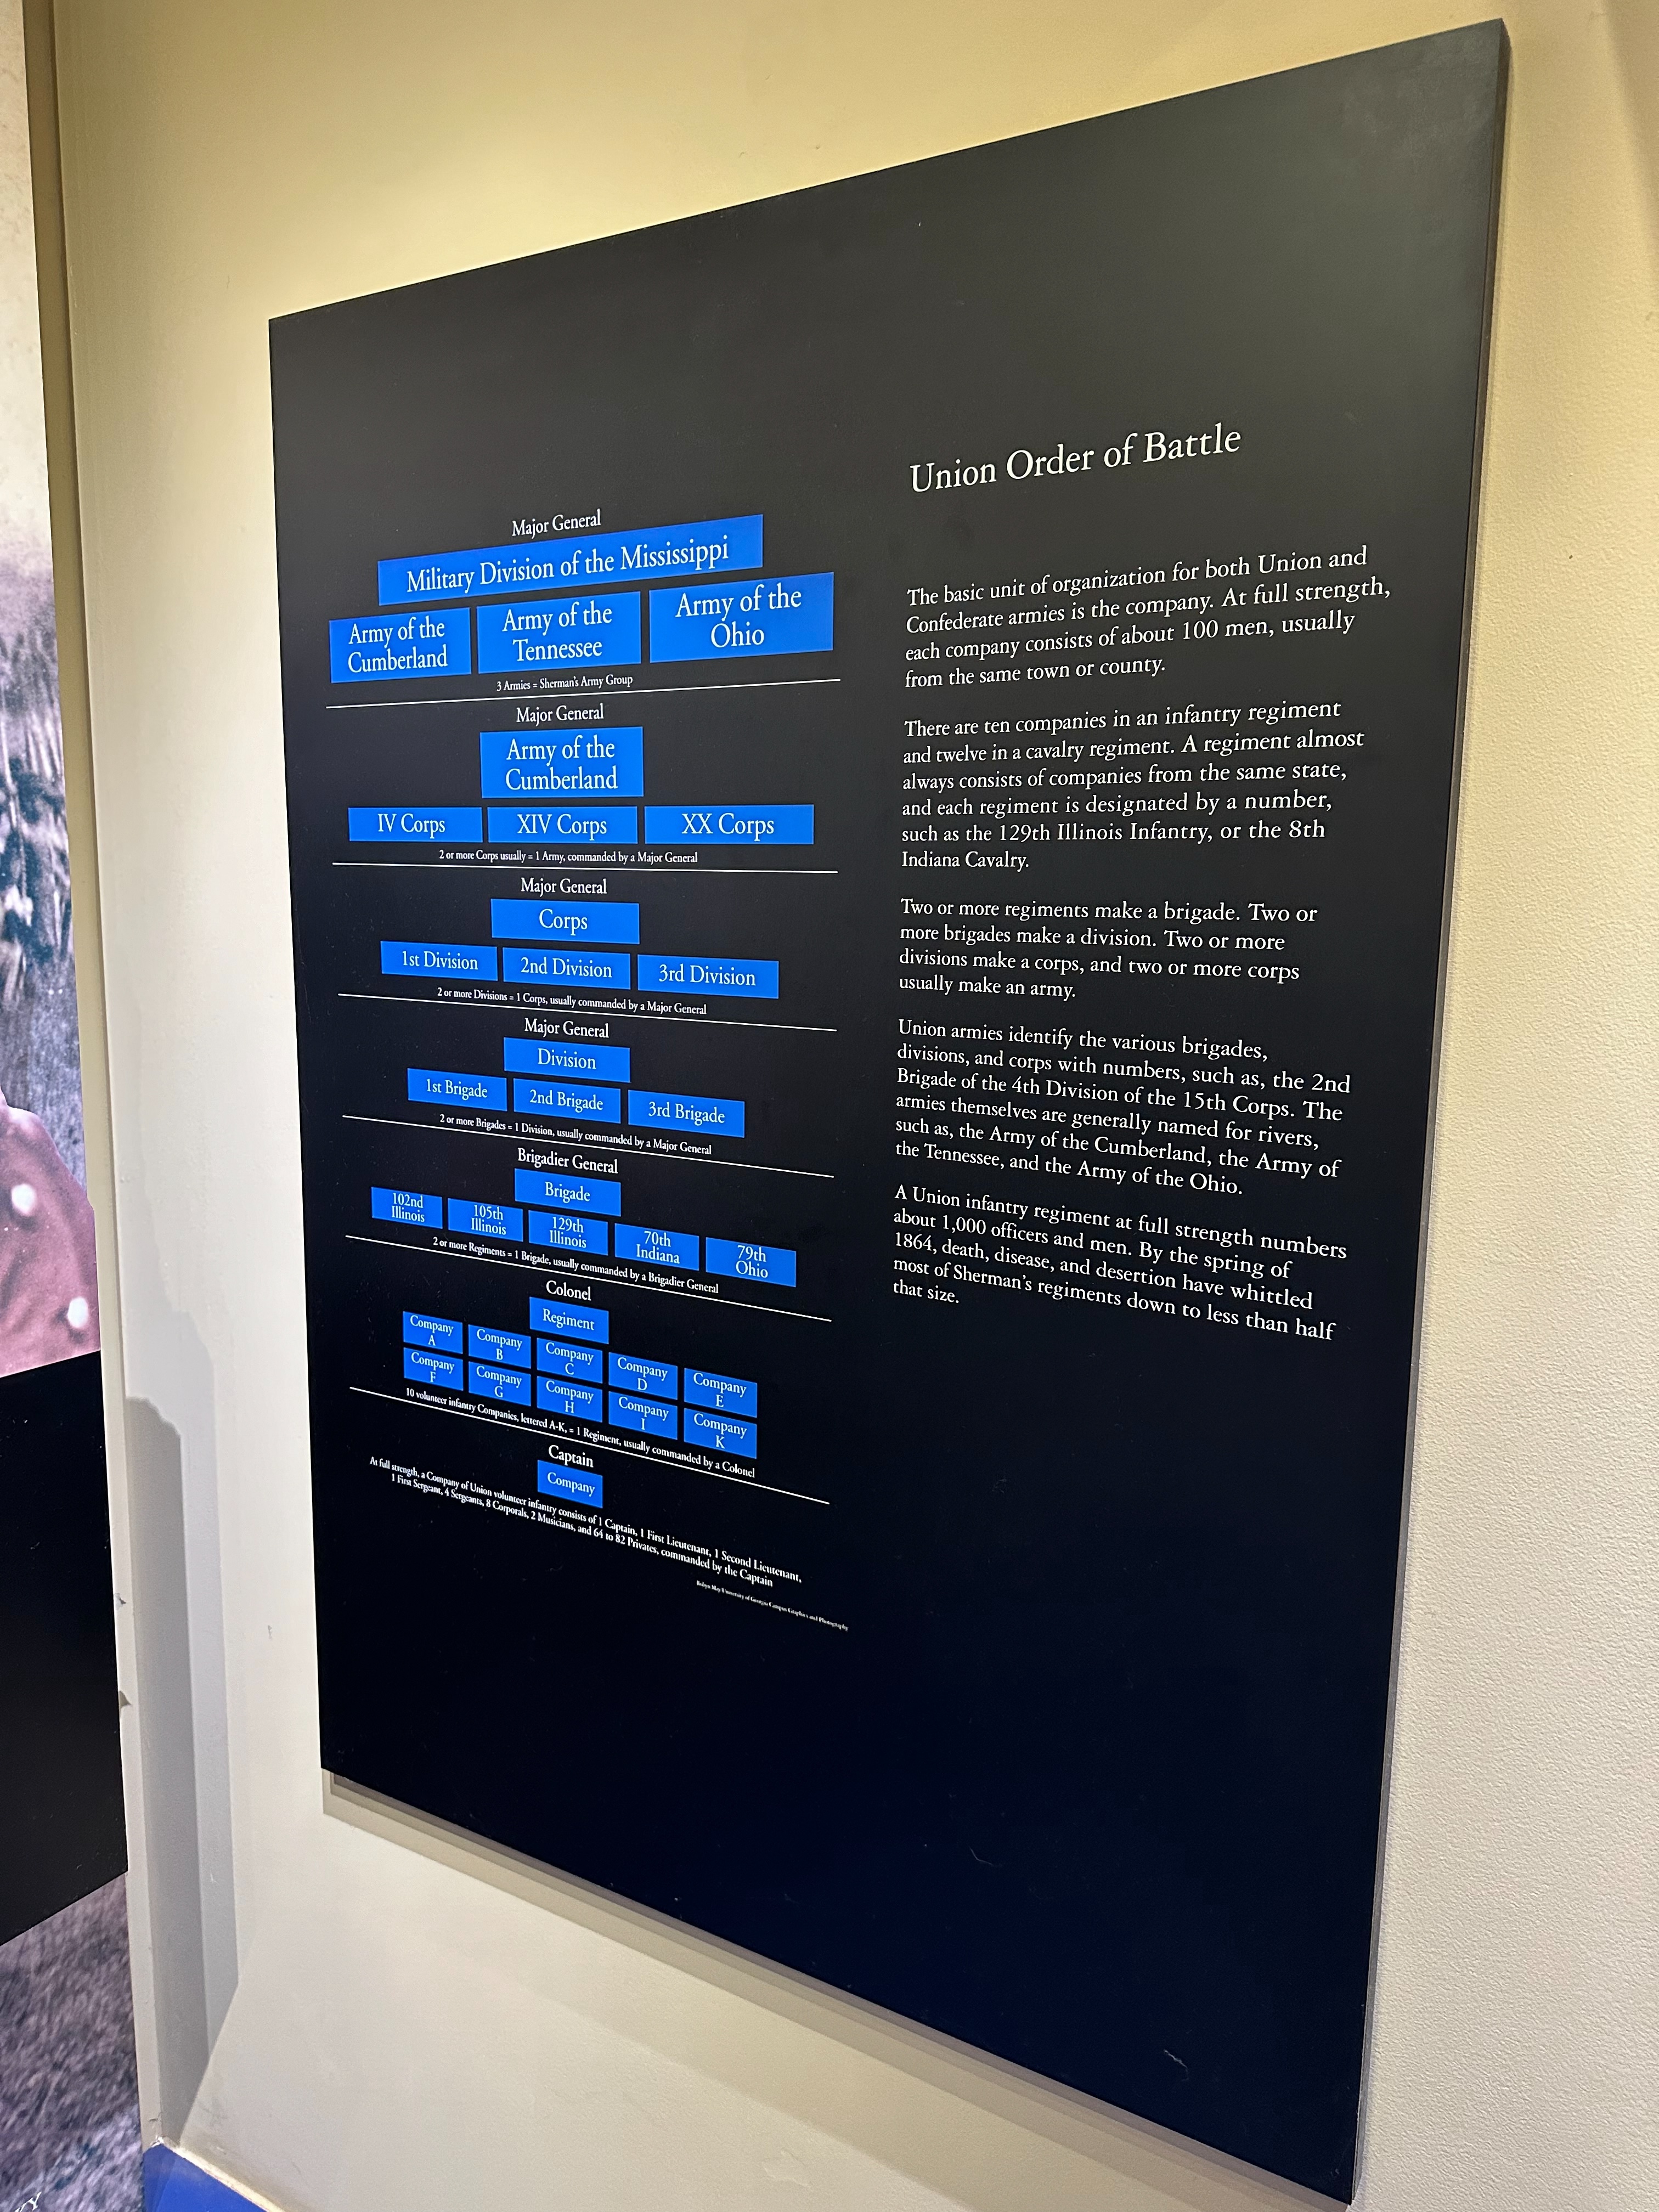 Union Order of Battle
Major General
Military Division of the Mississippi
Army of the
Cumberland
Army of the
Tennessee
Army of the
Ohio
3 Armies = Sherman's Army Group
Major General
Army of the
Cumberland
IV Corps
XIV Corps
XX Corps
2 or more Corps usually = 1 Army, commanded by a Major General
Major General
Corps
1st Division
2nd Division
3rd Division
2 or more Divisions = 1 Corps, usually commanded by a Major General
Major General
Division
1st Brigade
2nd Brigade
3rd Brigade
2 or more Brigades = 1 Division, usually commanded by a Major General
Brigadier General
Brigade
102nd
Illinois
105th
Illinois
129th
Illinois
70th
Indiana
79th
Ohio
2 or more Regiments = 1 Brigade, usually commanded by a Brigadier General
Colonel
Regiment
Company
A
Company
B
Company
C
Company
D
Company
E
Company
F
Company
G
Company
H
Company
I
Company
K
10 volunteer infantry Companies, lettered A-K, = 1 Regiment, usually commanded by a Colonel
Captain
Company
At full strength, a Company of Union volunteer infantry consists of 1 Captain, 1 First Lieutenant, 1 Second Lieutenant,
1 First Sergeant, 4 Sergeants, 8 Corporals, 2 Musicians, and 64 to 82 Privates, commanded by the Captain
University of Georgia Campus Graphics and Photography
The basic unit of organization for both Union and
Confederate armies is the company. At full strength,
each company consists of about 100 men, usually
from the same town or county.
There are ten companies in an infantry regiment
and twelve in a cavalry regiment. A regiment almost
always consists of companies from the same state,
and each regiment is designated by a number,
such as the 129th Illinois Infantry, or the 8th
Indiana Cavalry.
Two or more regiments make a brigade. Two or
more brigades make a division. Two or more
divisions make a corps, and two or more corps
usually make an army.
Union armies identify the various brigades,
divisions, and corps with numbers, such as, the 2nd
Brigade of the 4th Division of the 15th Corps. The
armies themselves are generally named for rivers,
such as, the Army of the Cumberland, the Army of
the Tennessee, and the Army of the Ohio.
A Union infantry regiment at full strength numbers
about 1,000 officers and men. By the spring of
1864, death, disease, and desertion have whittled
most of Sherman's regiments down to less than half
that size.